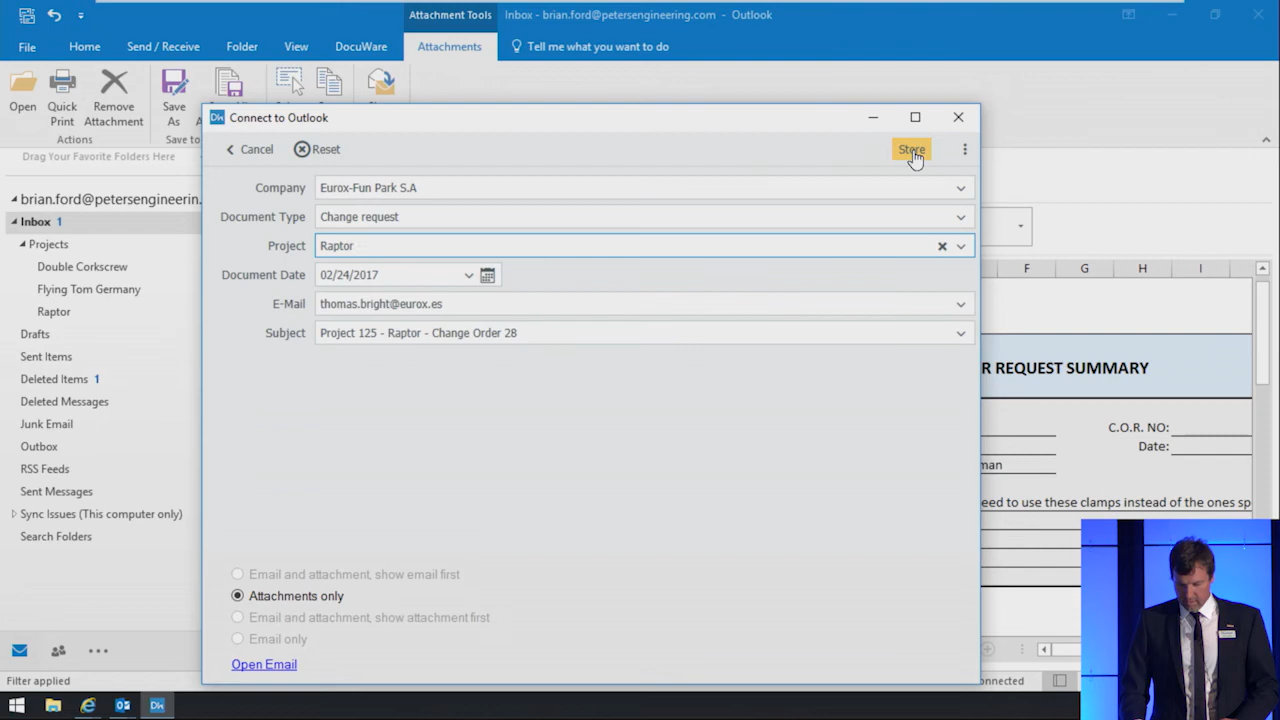 Attachment Tools
Inbox - brian.ford@petersengineering.com - Outlook
File
Home
Send / Receive
Folder
View
DocuWare
Attachments
Tell me what you want to do
Open
Quick Print
Remove Attachment
Save As
Actions
Save to
Drag Your Favorite Folders Here
brian.ford@petersengineerin.
Inbox 1
Projects
Double Corkscrew
Flying Tom Germany
Raptor
Drafts
Sent Items
Deleted Items 1
Deleted Messages
Junk Email
Outbox
RSS Feeds
Sent Messages
Sync Issues (This computer only)
Search Folders
Filter applied
DW Connect to Outlook
Cancel
Reset
Store
Company Eurox-Fun Park S.A
Document Type Change request
Project Raptor
Document Date 02/24/2017
E-Mail thomas.bright@eurox.es
Subject Project 125 - Raptor - Change Order 28
Email and attachment, show email first
Attachments only
Email and attachment, show attachment first
Email only
Open Email
F G H I
R REQUEST SUMMARY
C.O.R. NO:
Date:
man
eed to use these clamps instead of the ones sp
onnected
DW